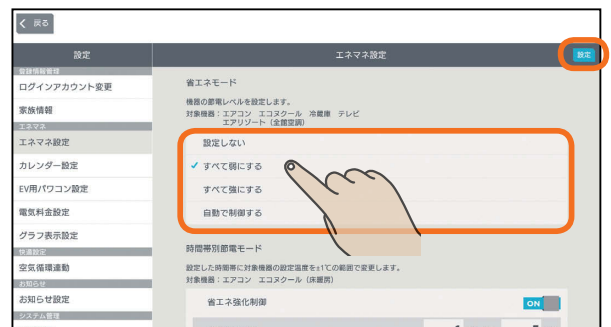 戻る
設定
エネマネ設定
設定
登録情報管理
ログインアカウント変更
家族情報
エネマネ
エネマネ設定
カレンダー設定
EV用パワコン設定
電気料金設定
グラフ表示設定
快適設定
空気循環連動
お知らせ
お知らせ設定
システム管理
省エネモード
機器の節電レベルを設定します。
対象機器：エアコン　エコヌクール　冷蔵庫　テレビ
エアリゾート（全館空調）
設定しない
すべて弱にする
すべて強にする
自動で制御する
時間帯別節電モード
設定した時間帯に対象機器の設定温度を±1℃の範囲で変更します。
対象機器：エアコン　エコヌクール（床暖房）
省エネ強化制御
ON